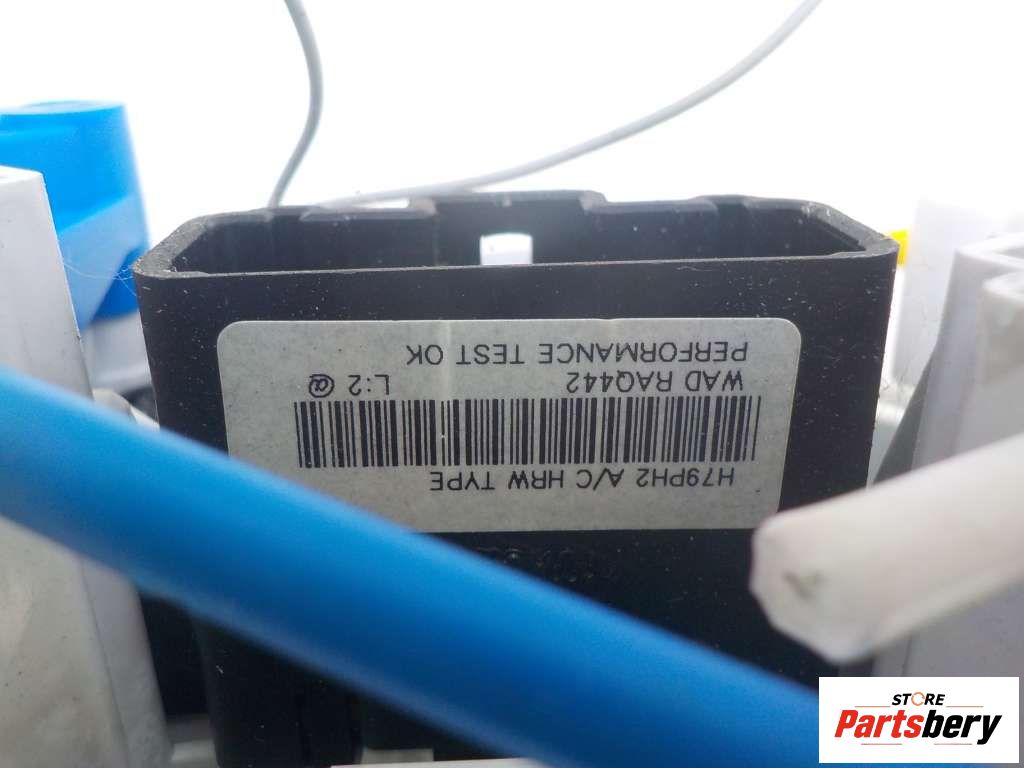 H79PH2 A/C HRW TYPE
WAD RAQ442 L:2 @
PERFORMANCE TEST OK
STORE
Partsbery